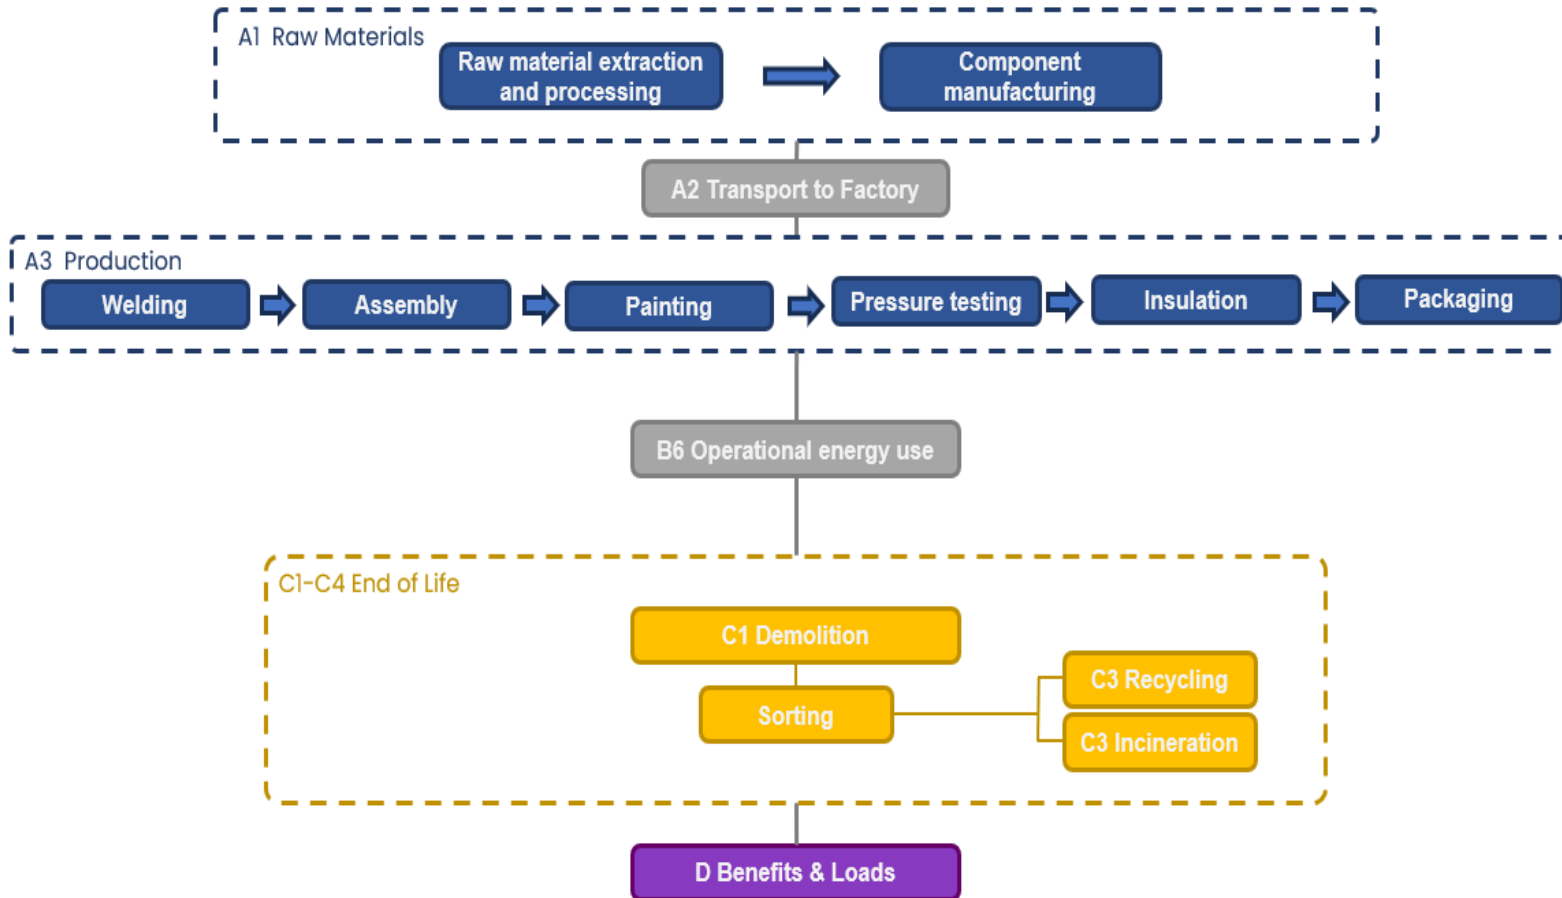 A1 Raw Materials
Raw material extraction
and processing
Component
manufacturing
A2 Transport to Factory
A3 Production
Welding
Assembly
Painting
Pressure testing
Insulation
Packaging
B6 Operational energy use
C1-C4 End of Life
C1 Demolition
Sorting
C3 Recycling
C3 Incineration
D Benefits & Loads